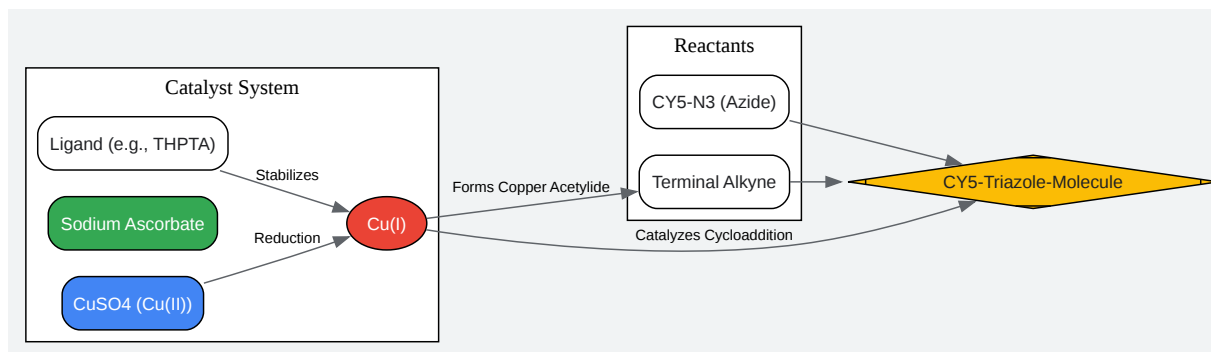 Catalyst System
Ligand (e.g., THPTA)
Stabilizes
Sodium Ascorbate
Reduction
CuSO4 (Cu(II))
Cu(I)
Forms Copper Acetylide
Catalyzes Cycloaddition
Reactants
CY5-N3 (Azide)
Terminal Alkyne
CY5-Triazole-Molecule